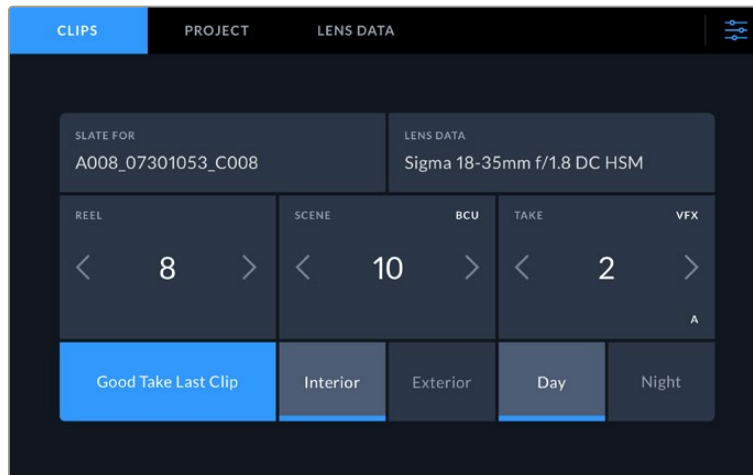 CLIPS PROJECT LENS DATA
SLATE FOR LENS DATA
A008_07301053_C008 Sigma 18-35mm f/1.8 DC HSM
REEL SCENE BCU TAKE VFX
8 10 2
A
Good Take Last Clip Interior Exterior Day Night